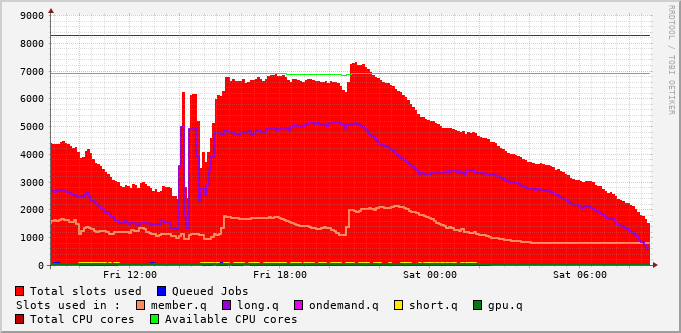 9000
8000
7000
6000
5000
4000
3000
2000
1000
0
Fri 12:00 Fri 18:00 Sat 00:00 Sat 06:00
RRDTOOL / TOBI OETIKER
Total slots used Queued Jobs
Slots used in : member.q long.q ondemand.q short.q gpu.q
Total CPU cores Available CPU cores